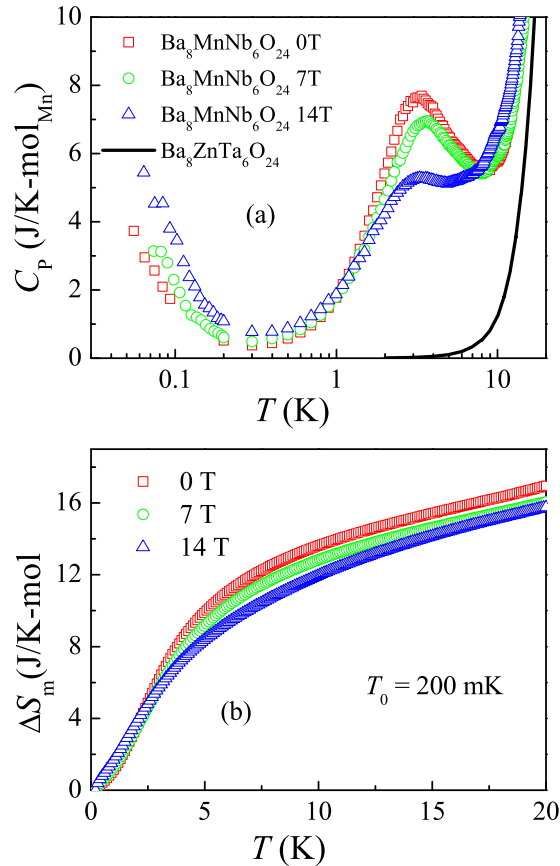 (a)
Ba8MnNb6O24 0T
Ba8MnNb6O24 7T
Ba8MnNb6O24 14T
Ba8ZnTa6O24
CP (J/K-molMn)
10
8
6
4
2
0
0.1 1 10
T (K)
(b)
0 T
7 T
14 T
ΔSm(J/K-mol
16
12
8
4
0
T0 = 200 mK
0 5 10 15 20
T (K)